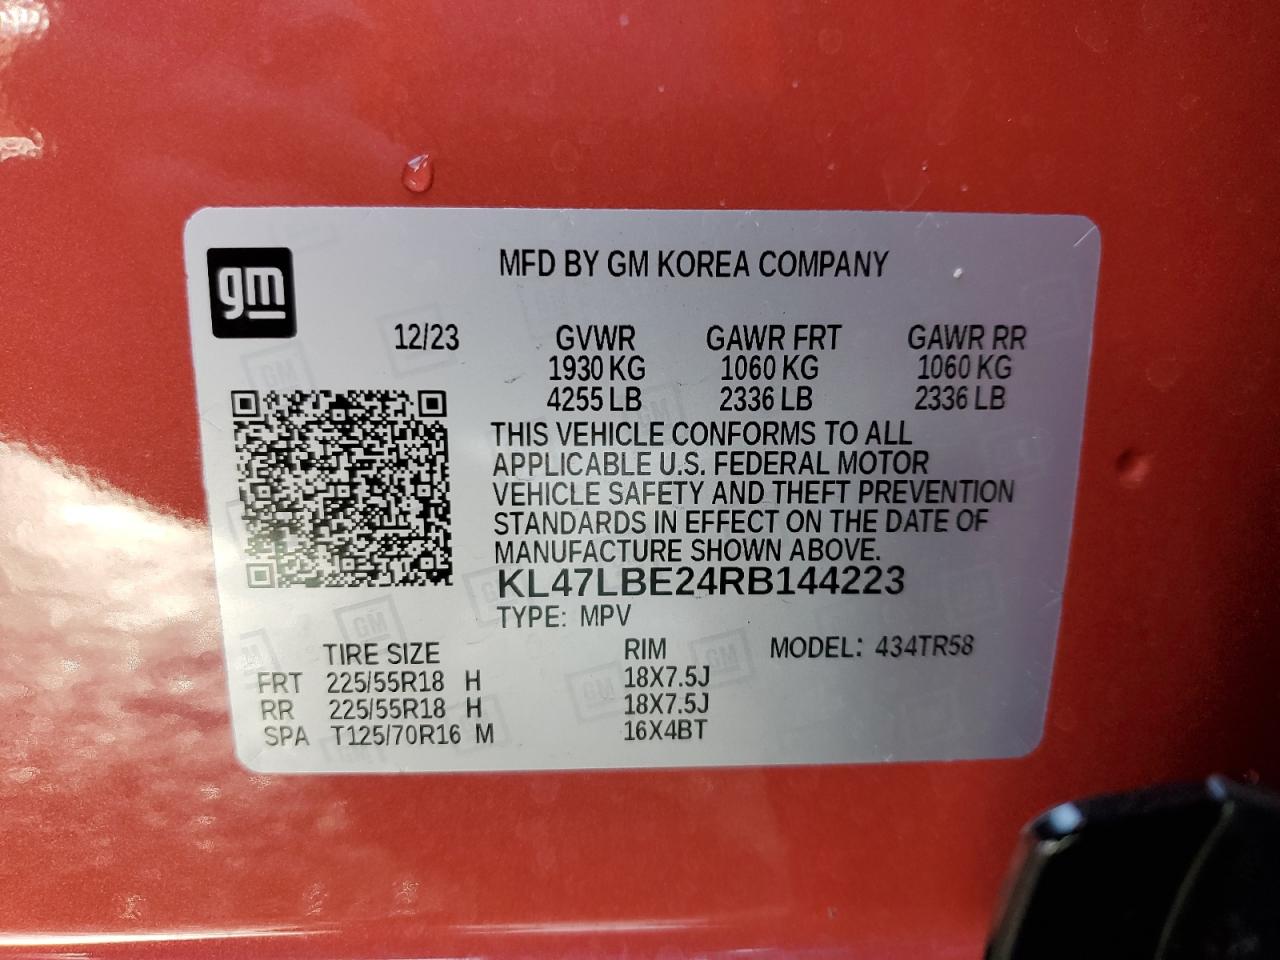 gm
MFD BY GM KOREA COMPANY
12/23 GVWR GAWR FRT GAWR RR
1930 KG 1060 KG 1060 KG
4255 LB 2336 LB 2336 LB
THIS VEHICLE CONFORMS TO ALL
APPLICABLE U.S. FEDERAL MOTOR
VEHICLE SAFETY AND THEFT PREVENTION
STANDARDS IN EFFECT ON THE DATE OF
MANUFACTURE SHOWN ABOVE.
KL47LBE24RB144223
TYPE: MPV
TIRE SIZE RIM MODEL: 434TR58
FRT 225/55R18 H 18X7.5J
RR 225/55R18 H 18X7.5J
SPA T125/70R16 M 16X4BT